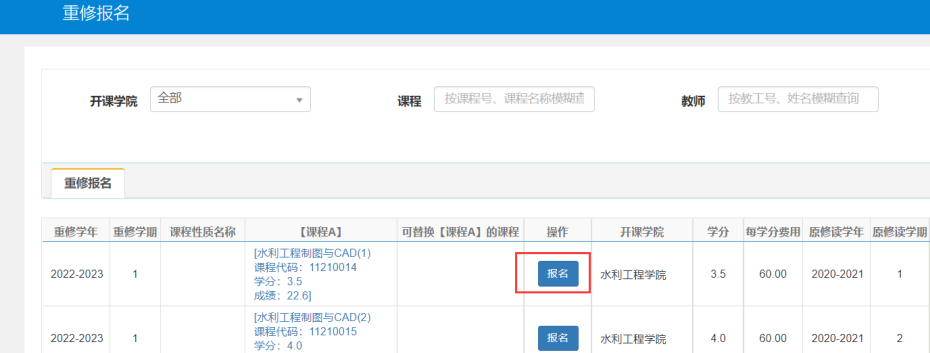 重修报名
开课学院 全部 课程 按课程号、课程名称模糊查 教师 按教工号、姓名模糊查询
重修报名
重修学年 重修学期 课程性质名称 【课程A】 可替换【课程A】的课程 操作 开课学院 学分 每学分费用 原修读学年 原修读学期
[水利工程制图与CAD(1)
课程代码：11210014
2022-2023 1 报名 水利工程学院 3.5 60.00 2020-2021 1
学分：3.5
成绩：22.6]
[水利工程制图与CAD(2)
课程代码：11210015
2022-2023 1 报名 水利工程学院 4.0 60.00 2020-2021 2
学分：4.0